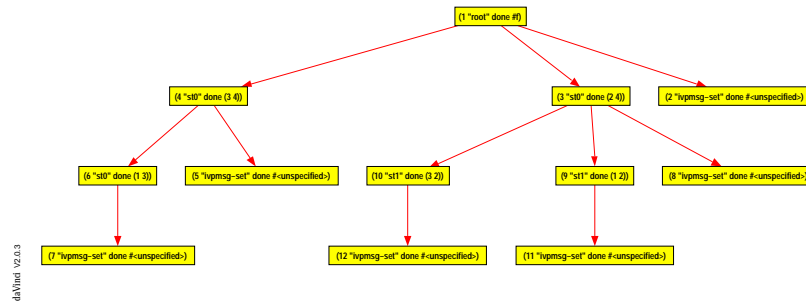 (1 "root" done #f)
(4 "st0" done (3 4))
(3 "st0" done (2 4))
(2 "ivpmsg-set" done #<unspecified>)
(6 "st0" done (1 3))
(5 "ivpmsg-set" done #<unspecified>)
(10 "st1" done (3 2))
(9 "st1" done (1 2))
(8 "ivpmsg-set" done #<unspecified>)
(7 "ivpmsg-set" done #<unspecified>)
(12 "ivpmsg-set" done #<unspecified>)
(11 "ivpmsg-set" done #<unspecified>)
daVinci V2.0.3